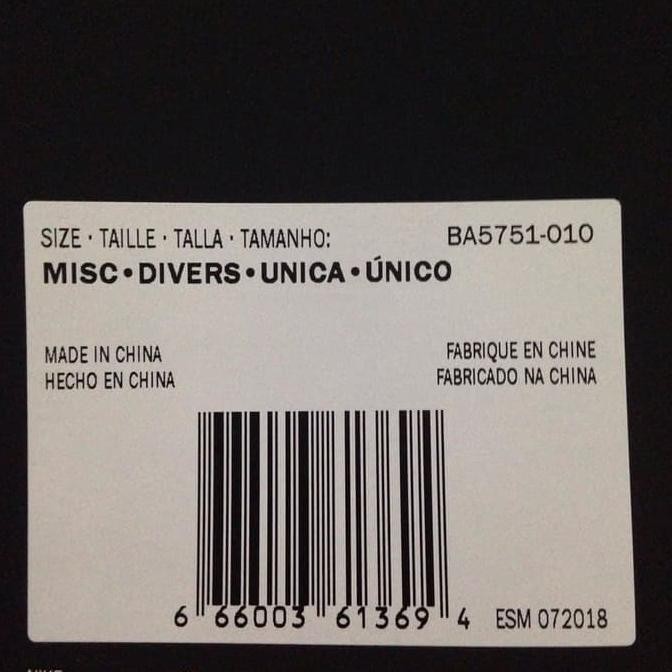 SIZE · TAILLE · TALLA · TAMANHO: BA5751-010
MISC • DIVERS • UNICA • ÚNICO
MADE IN CHINA FABRIQUE EN CHINE
HECHO EN CHINA FABRICADO NA CHINA
6 66003 61369 4 ESM 072018